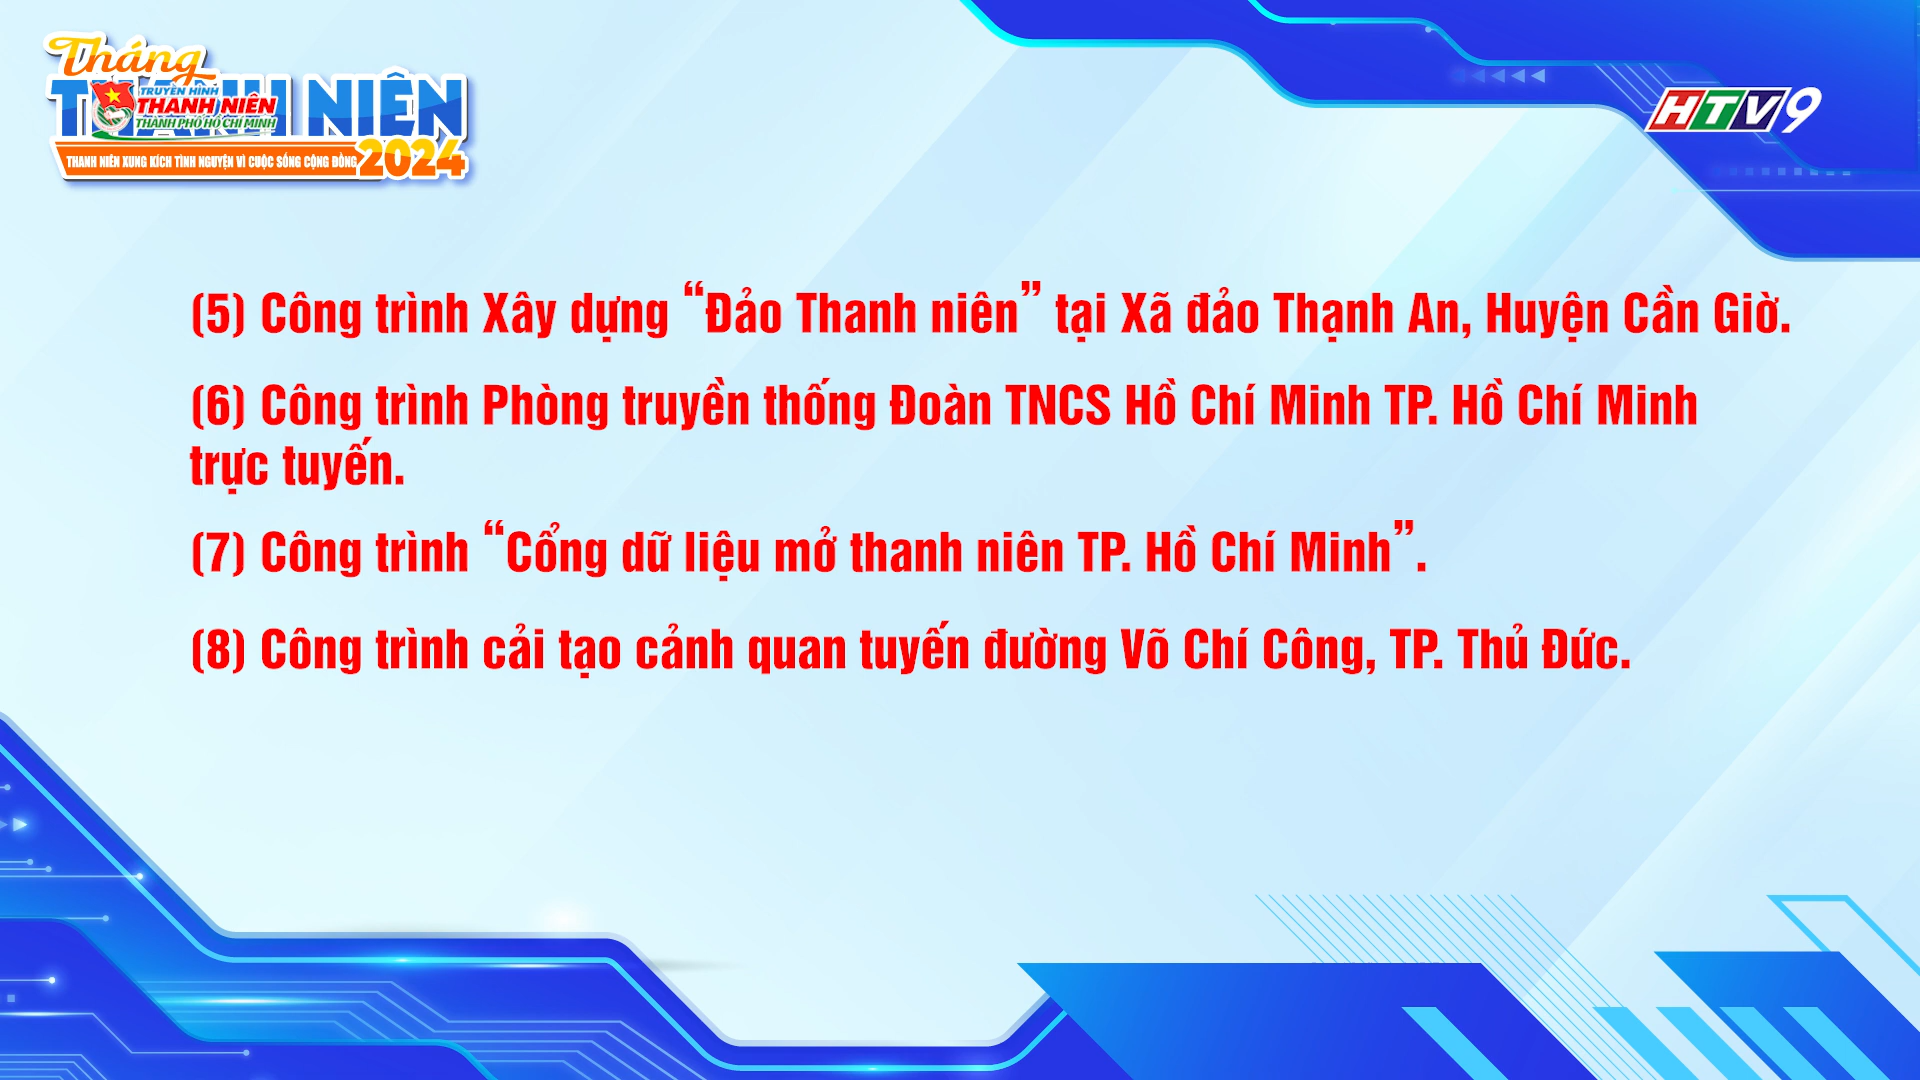 Tháng
THANH NIÊN
TRUYỀN HÌNH
THANH NIÊN
THÀNH PHỐ HỒ CHÍ MINH
THANH NIÊN XUNG KÍCH TÌNH NGUYỆN VÌ CUỘC SỐNG CỘNG ĐỒNG
2024
HTV9
(5) Công trình Xây dựng “Đảo Thanh niên” tại Xã đảo Thạnh An, Huyện Cần Giờ.
(6) Công trình Phòng truyền thống Đoàn TNCS Hồ Chí Minh TP. Hồ Chí Minh
trực tuyến.
(7) Công trình “Cổng dữ liệu mở thanh niên TP. Hồ Chí Minh”.
(8) Công trình cải tạo cảnh quan tuyến đường Võ Chí Công, TP. Thủ Đức.